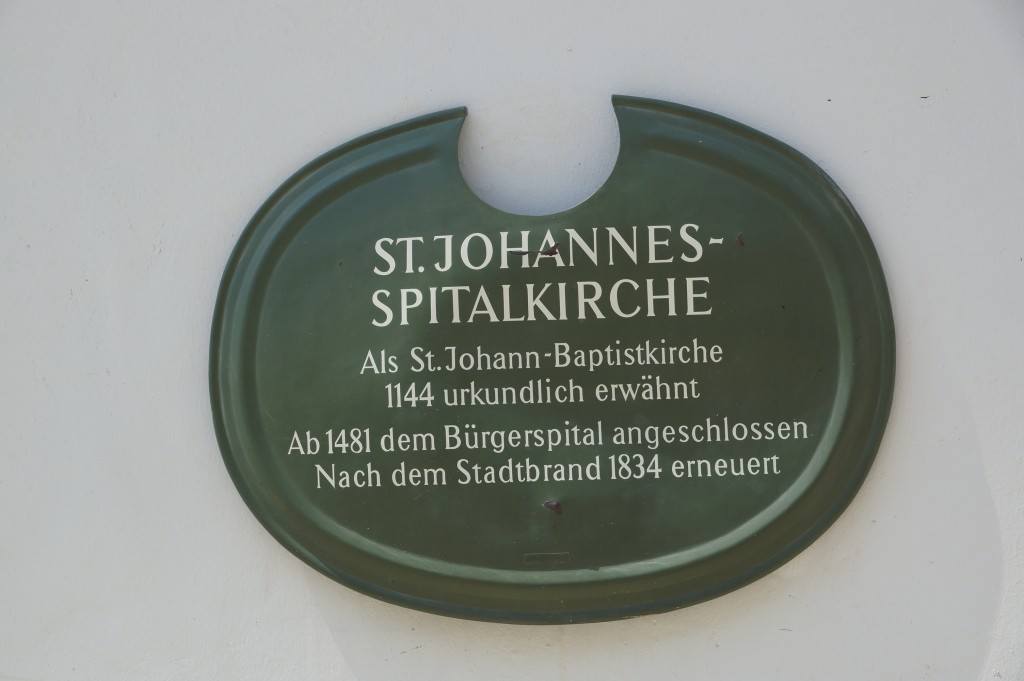 ST. JOHANNES-
SPITALKIRCHE
Als St. Johann-Baptistkirche
1144 urkundlich erwähnt
Ab 1481 dem Bürgerspital angeschlossen
Nach dem Stadtbrand 1834 erneuert